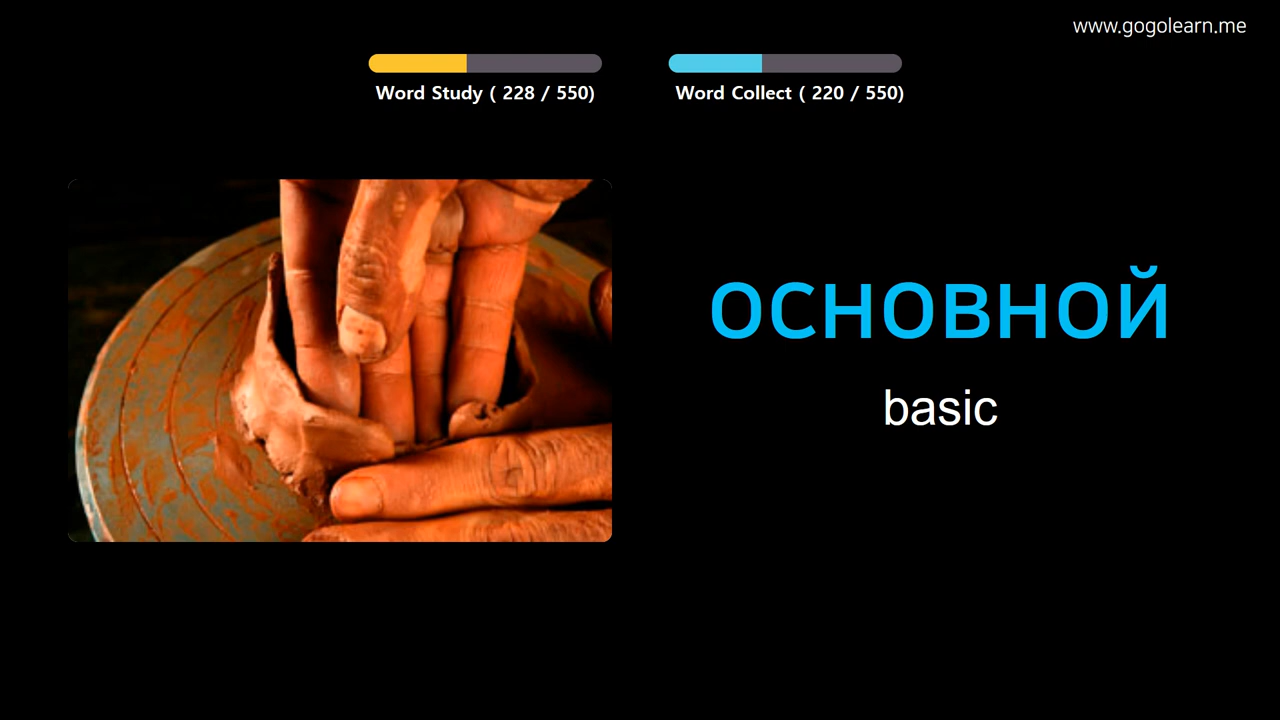 www.gogolearn.me
Word Study ( 228 / 550)
Word Collect ( 220 / 550)
основной
basic